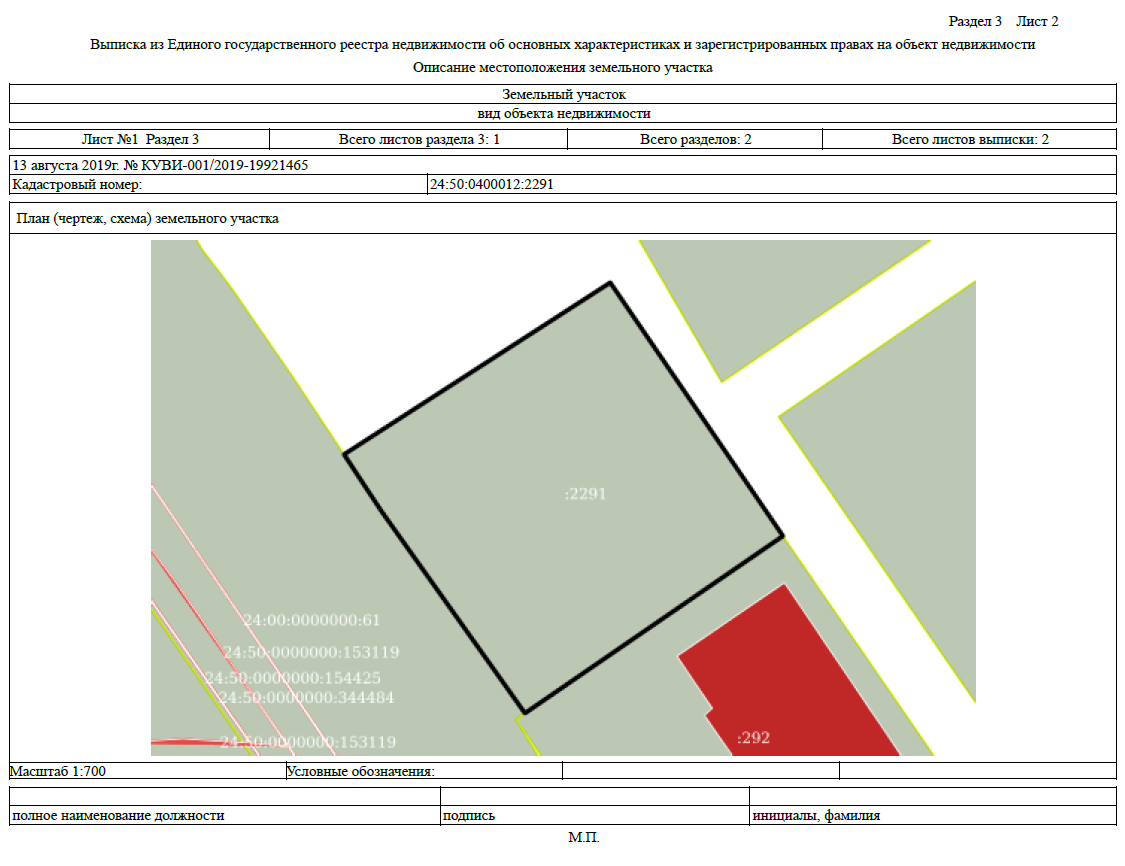 Раздел 3 Лист 2
Выписка из Единого государственного реестра недвижимости об основных характеристиках и зарегистрированных правах на объект недвижимости
Описание местоположения земельного участка
Земельный участок
вид объекта недвижимости
Лист №1 Раздел 3 Всего листов раздела 3: 1 Всего разделов: 2 Всего листов выписки: 2
13 августа 2019г. № КУВИ-001/2019-19921465
Кадастровый номер: 24:50:0400012:2291
План (чертеж, схема) земельного участка
:2291
24:00:0000000:61
24:50:0000000:153119
24:50:0000000:154425
24:50:0000000:344484
:292
24:50:0000000:153119
Масштаб 1:700 Условные обозначения:
полное наименование должности подпись инициалы, фамилия
М.П.